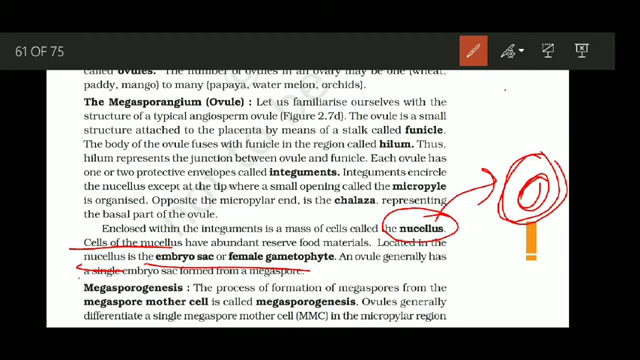 61 OF 75
called ovules. The number of ovules in an ovary may be one (wheat,
paddy, mango) to many (papaya, water melon, orchids).
The Megasporangium (Ovule) : Let us familiarise ourselves with the
structure of a typical angiosperm ovule (Figure 2.7d). The ovule is a small
structure attached to the placenta by means of a stalk called funicle.
The body of the ovule fuses with funicle in the region called hilum. Thus,
hilum represents the junction between ovule and funicle. Each ovule has
one or two protective envelopes called integuments. Integuments encircle
the nucellus except at the tip where a small opening called the micropyle
is organised. Opposite the micropylar end, is the chalaza, representing
the basal part of the ovule.
Enclosed within the integuments is a mass of cells called the nucellus.
Cells of the nucellus have abundant reserve food materials. Located in the
nucellus is the embryo sac or female gametophyte. An ovule generally has
a single embryo sac formed from a megaspore.
Megasporogenesis : The process of formation of megaspores from the
megaspore mother cell is called megasporogenesis. Ovules generally
differentiate a single megaspore mother cell (MMC) in the micropylar region